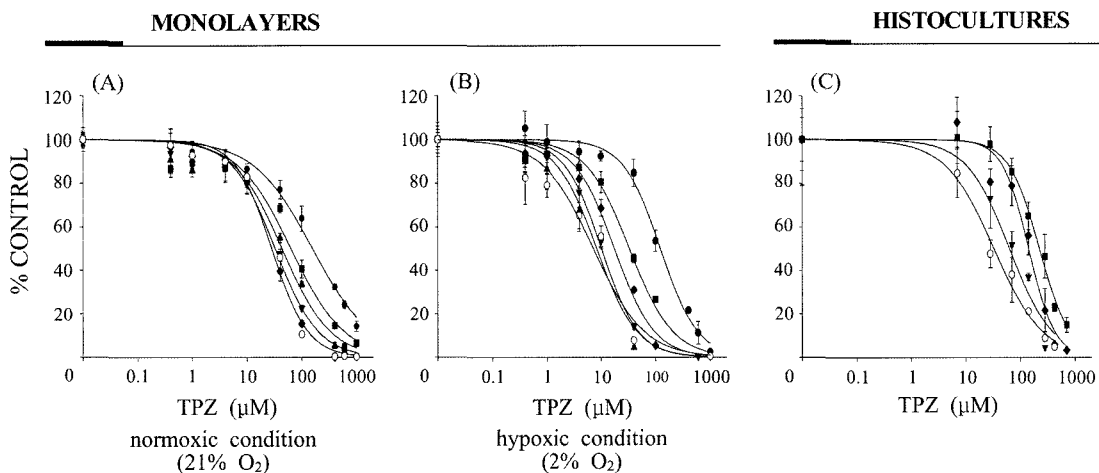 MONOLAYERS
HISTOCULTURES
(A)
(B)
(C)
% CONTROL
120
100
80
60
40
20
0 0.1 1 10 100 1000
TPZ (µM)
normoxic condition
(21% O₂)
120
100
80
60
40
20
0 0.1 1 10 100 1000
TPZ (µM)
hypoxic condition
(2% O₂)
120
100
80
60
40
20
0 0.1 10 100 1000
TPZ (µM)